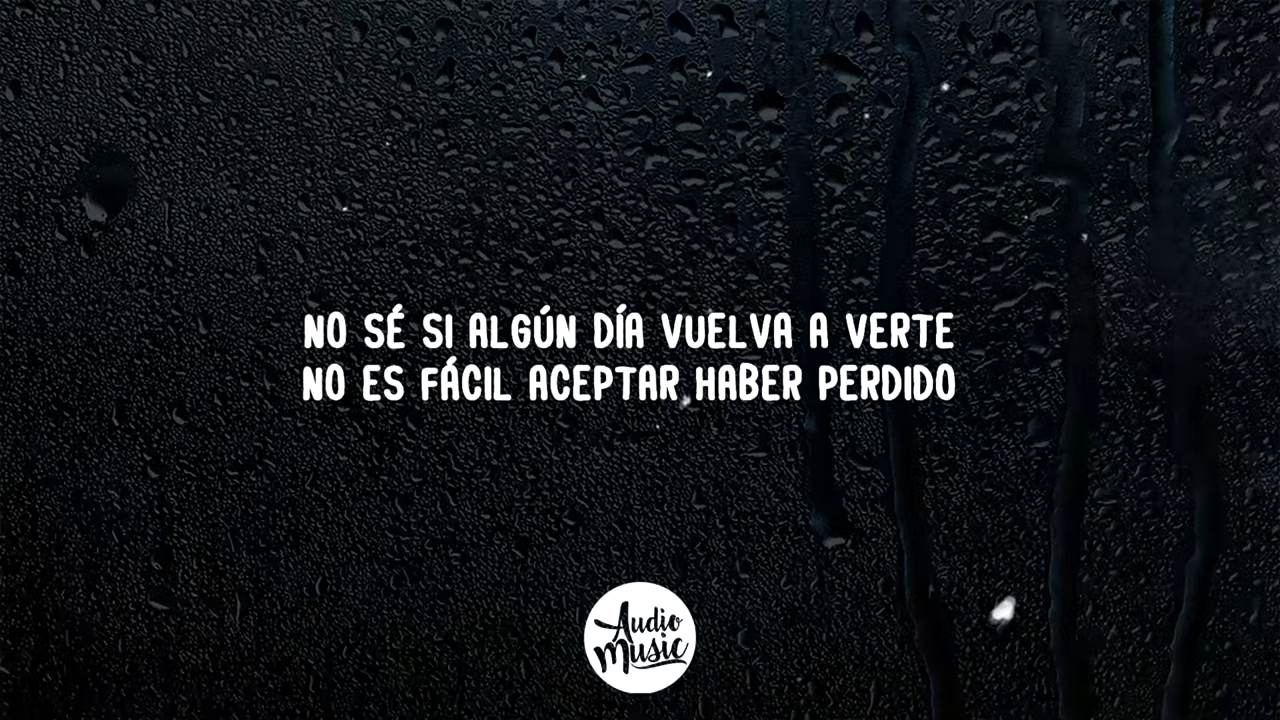 NO SÉ SI ALGÚN DÍA VUELVA A VERTE
NO ES FÁCIL ACEPTAR HABER PERDIDO
Audio
Music